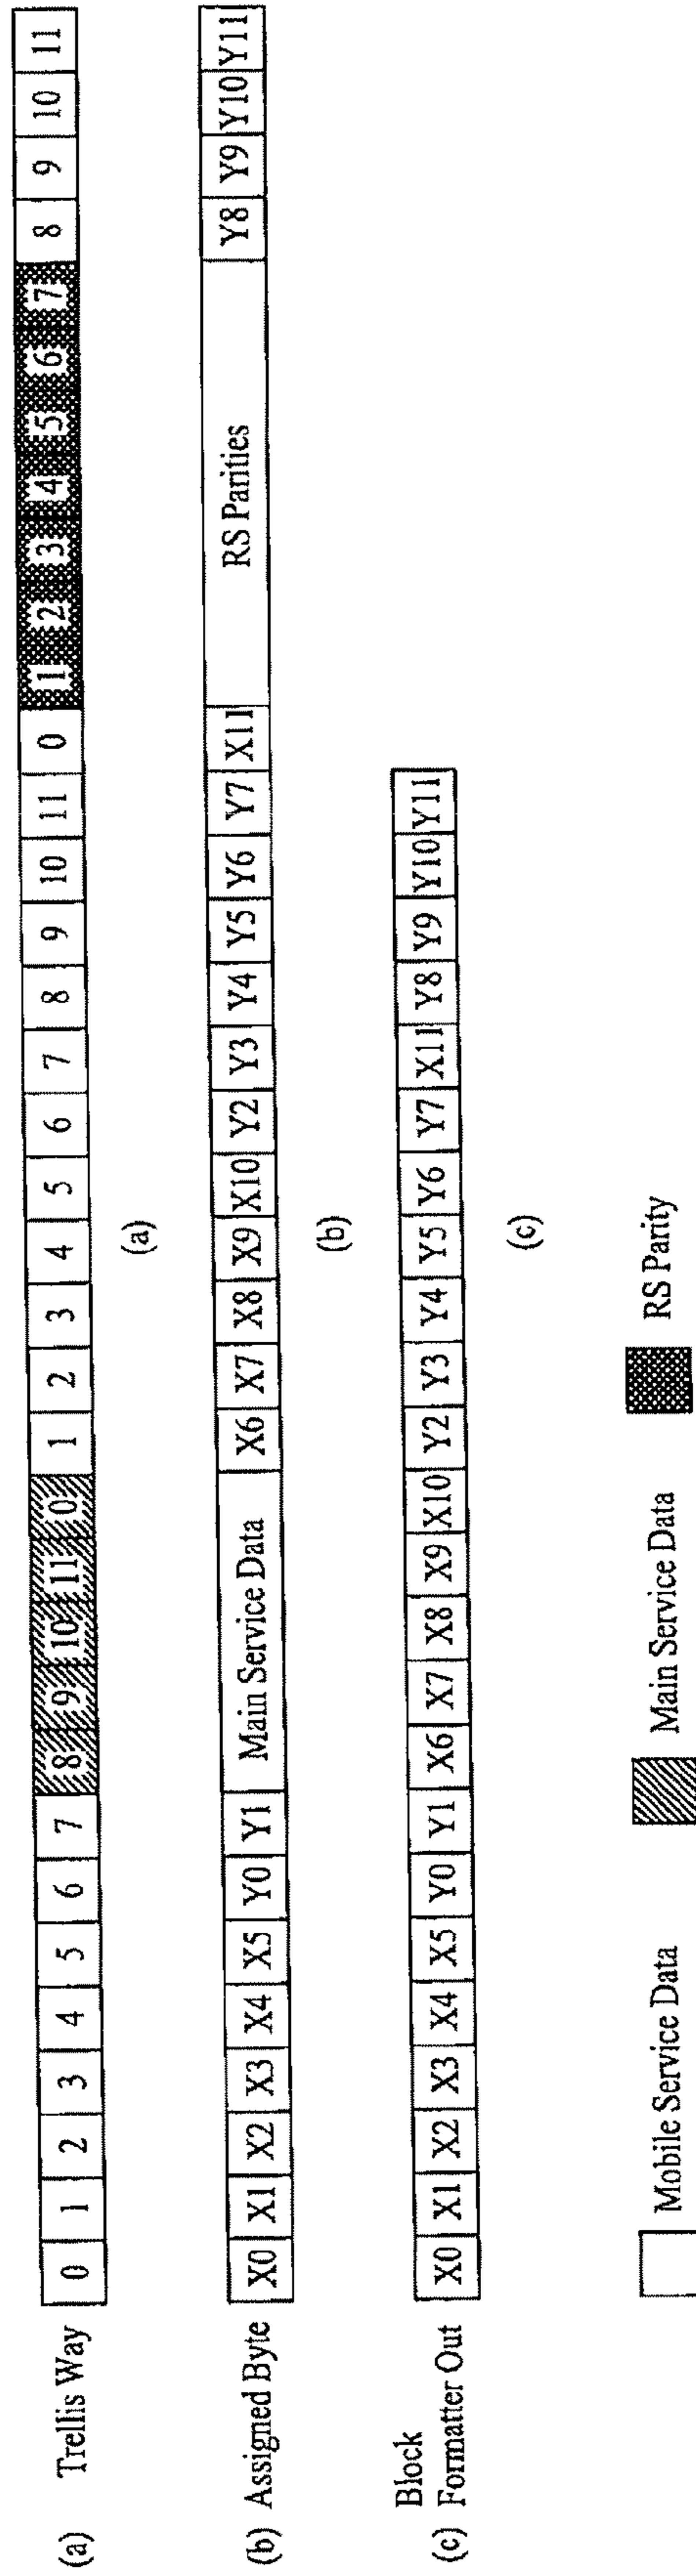 (a) Trellis Way 0 1 2 3 4 5 6 7 8 9 10 11 0 1 2 3 4 5 6 7 8 9 10 11 0 1 2 3 4 5 6 7 8 9 10 11
(a)
(b) Assigned Byte X0 X1 X2 X3 X4 X5 Y0 Y1 Main Service Data X6 X7 X8 X9 X10 Y2 Y3 Y4 Y5 Y6 Y7 X11 RS Parities Y8 Y9 Y10 Y11
(b)
Block
(c) Formatter Out X0 X1 X2 X3 X4 X5 Y0 Y1 X6 X7 X8 X9 X10 Y2 Y3 Y4 Y5 Y6 Y7 X11 Y8 Y9 Y10 Y11
(c)
Mobile Service Data Main Service Data RS Parity